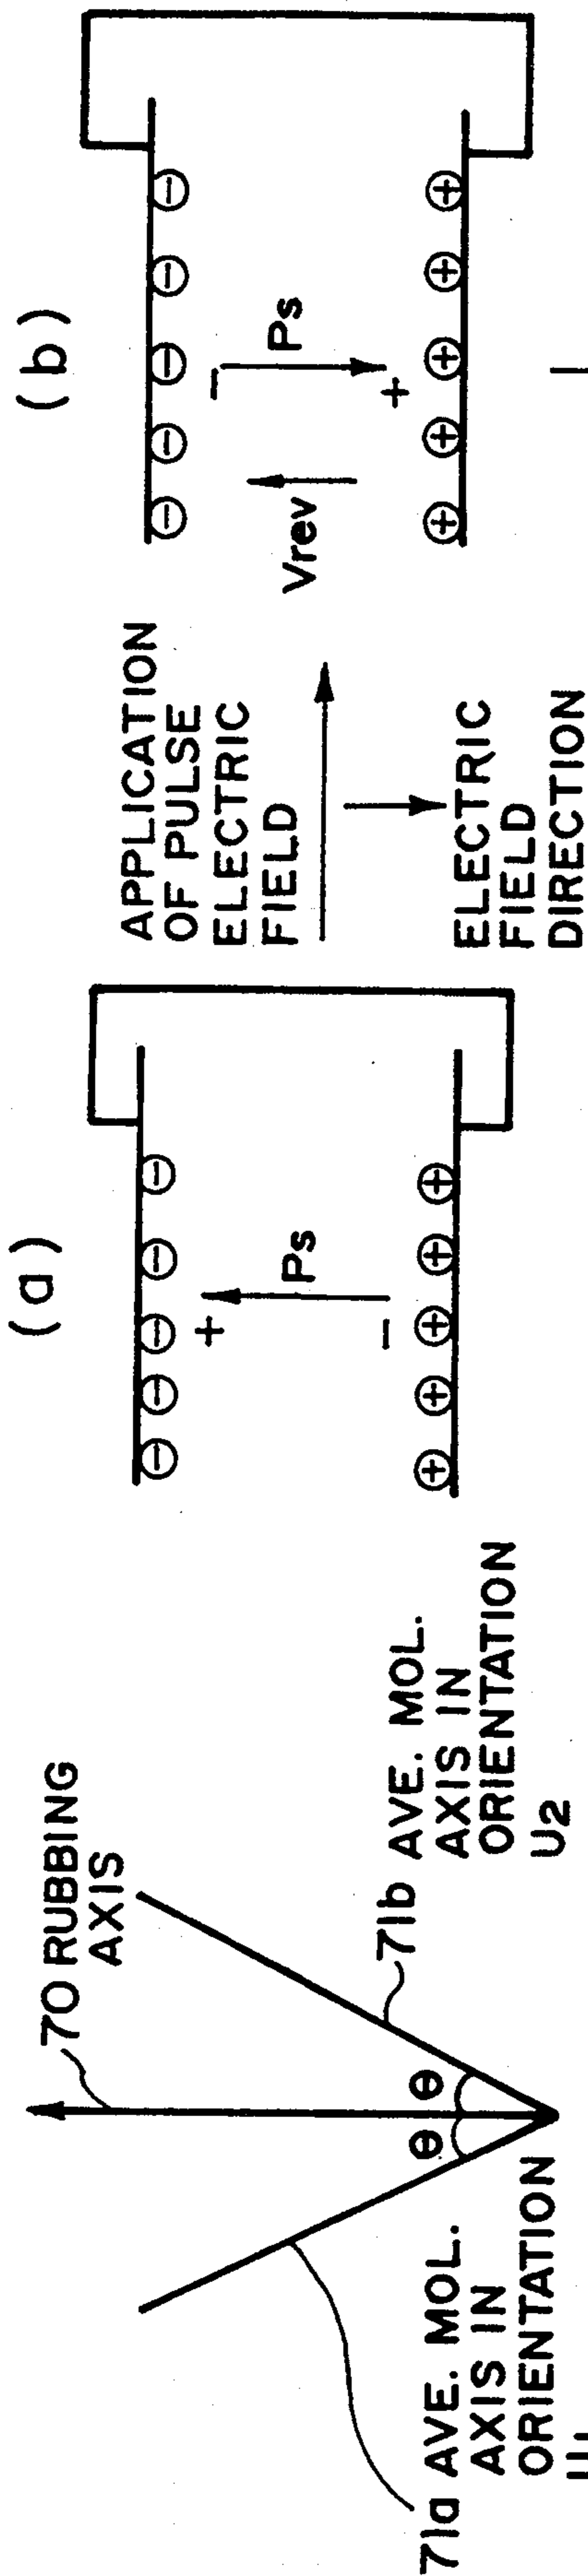 70 RUBBING
AXIS
θ θ
71a AVE. MOL.
AXIS IN
ORIENTATION
71b AVE. MOL.
AXIS IN
ORIENTATION
U2
(a)
− − − − −
+
Ps
−
+ + + + +
APPLICATION
OF PULSE
ELECTRIC
FIELD
ELECTRIC
FIELD
DIRECTION
(b)
− − − − −
−
Vrev
Ps
+
+ + + + +